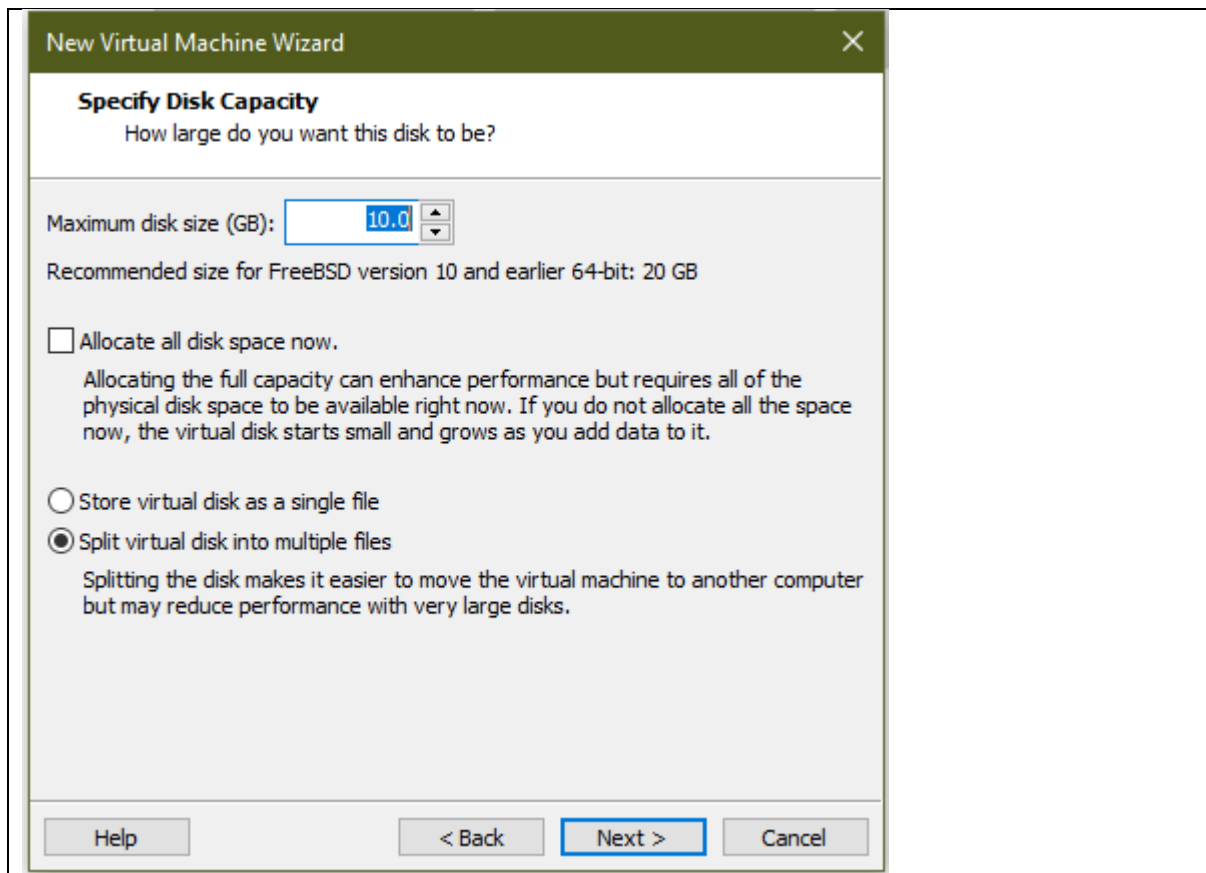 New Virtual Machine Wizard
Specify Disk Capacity
How large do you want this disk to be?
Maximum disk size (GB): 10.0
Recommended size for FreeBSD version 10 and earlier 64-bit: 20 GB
Allocate all disk space now.
Allocating the full capacity can enhance performance but requires all of the
physical disk space to be available right now. If you do not allocate all the space
now, the virtual disk starts small and grows as you add data to it.
Store virtual disk as a single file
Split virtual disk into multiple files
Splitting the disk makes it easier to move the virtual machine to another computer
but may reduce performance with very large disks.
Help < Back Next > Cancel